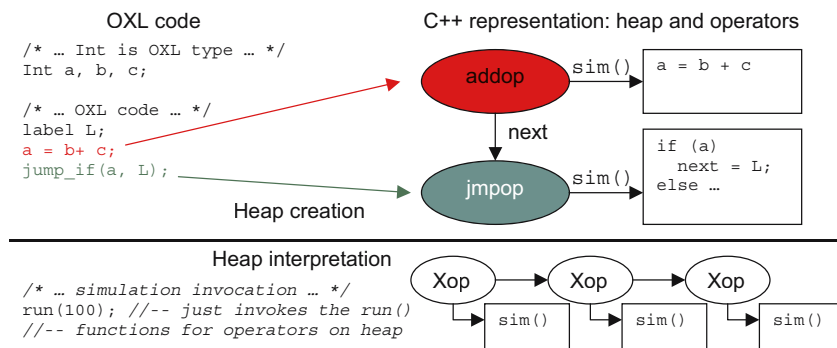 OXL code
/* … Int is OXL type … */
Int a, b, c;
/* … OXL code … */
label L;
a = b+ c;
jump_if(a, L);
Heap creation
C++ representation: heap and operators
addop
sim()
a = b + c
next
jmpop
sim()
if (a)
next = L;
else …
Heap interpretation
/* … simulation invocation … */
run(100); //-- just invokes the run()
//-- functions for operators on heap
Xop
Xop
Xop
sim()
sim()
sim()